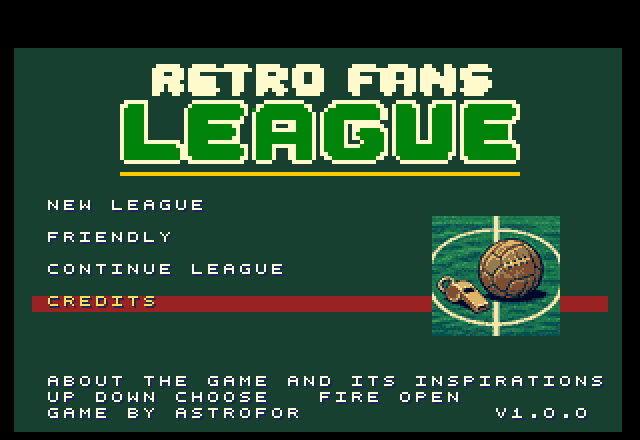 RETRO FANS
LEAGUE
NEW LEAGUE
FRIENDLY
CONTINUE LEAGUE
CREDITS
ABOUT THE GAME AND ITS INSPIRATIONS
UP DOWN CHOOSE   FIRE OPEN
GAME BY ASTROFOR   V1.0.0